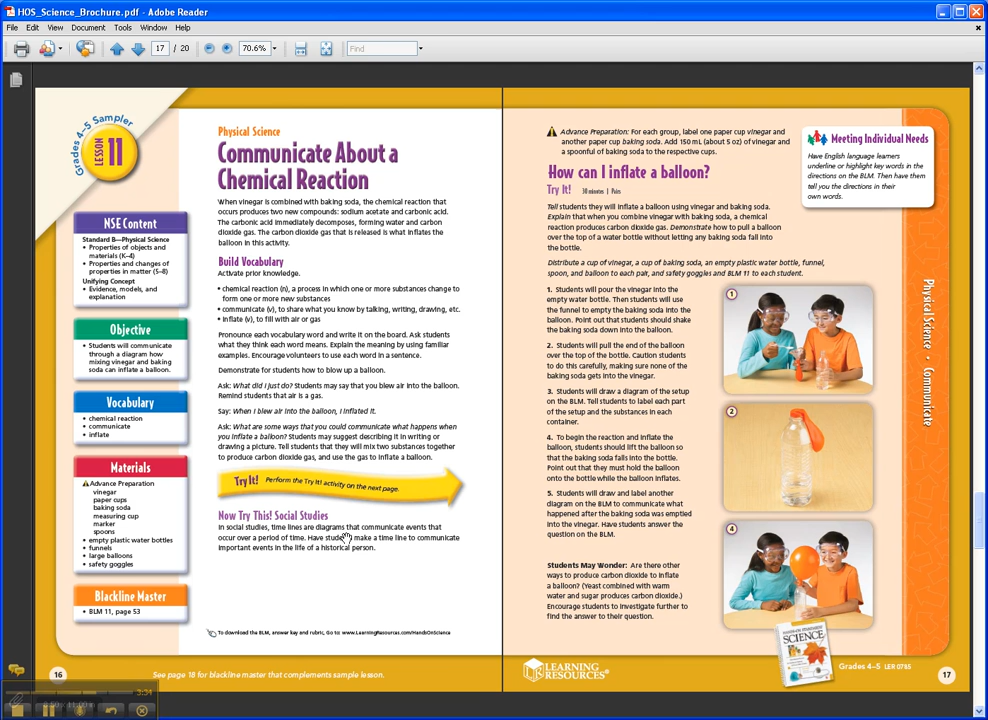 HOS_Science_Brochure.pdf - Adobe Reader
File Edit View Document Tools Window Help
17 / 20 70.6% Find
Grades 4–5 Sampler
LESSON 11
Physical Science
Communicate About a
Chemical Reaction
When vinegar is combined with baking soda, the chemical reaction that
occurs produces two new compounds: sodium acetate and carbonic acid.
The carbonic acid immediately decomposes, forming water and carbon
dioxide gas. The carbon dioxide gas that is released is what inflates the
balloon in this activity.
Build Vocabulary
Activate prior knowledge.
• chemical reaction (n), a process in which one or more substances change to
form one or more new substances
• communicate (v), to share what you know by talking, writing, drawing, etc.
• inflate (v), to fill with air or gas
Pronounce each vocabulary word and write it on the board. Ask students
what they think each word means. Explain the meaning by using familiar
examples. Encourage volunteers to use each word in a sentence.
Demonstrate for students how to blow up a balloon.
Ask: What did I just do? Students may say that you blew air into the balloon.
Remind students that air is a gas.
Say: When I blew air into the balloon, I inflated it.
Ask: What are some ways that you could communicate what happens when
you inflate a balloon? Students may suggest describing it in writing or
drawing a picture. Tell students that they will mix two substances together
to produce carbon dioxide gas, and use the gas to inflate a balloon.
Try It! Perform the Try It! activity on the next page.
Now Try This! Social Studies
In social studies, time lines are diagrams that communicate events that
occur over a period of time. Have students make a time line to communicate
important events in the life of a historical person.
To download the BLM, answer key and rubric, Go to: www.LearningResources.com/HandsOnScience
NSE Content
Standard B—Physical Science
• Properties of objects and
materials (K–4)
• Properties and changes of
properties in matter (5–8)
Unifying Concept
• Evidence, models, and
explanation
Objective
• Students will communicate
through a diagram how
mixing vinegar and baking
soda can inflate a balloon.
Vocabulary
• chemical reaction
• communicate
• inflate
Materials
Advance Preparation
vinegar
paper cups
baking soda
measuring cup
marker
spoons
• empty plastic water bottles
• funnels
• large balloons
• safety goggles
Blackline Master
• BLM 11, page 53
16
See page 18 for blackline master that complements sample lesson.
Advance Preparation: For each group, label one paper cup vinegar and
another paper cup baking soda. Add 150 mL (about 5 oz) of vinegar and
a spoonful of baking soda to the respective cups.
How can I inflate a balloon?
Try It! 30 minutes | Pairs
Tell students they will inflate a balloon using vinegar and baking soda.
Explain that when you combine vinegar with baking soda, a chemical
reaction produces carbon dioxide gas. Demonstrate how to pull a balloon
over the top of a water bottle without letting any baking soda fall into
the bottle.
Distribute a cup of vinegar, a cup of baking soda, an empty plastic water bottle, funnel,
spoon, and balloon to each pair, and safety goggles and BLM 11 to each student.
1. Students will pour the vinegar into the
empty water bottle. Then students will use
the funnel to empty the baking soda into the
balloon. Point out that students should shake
the baking soda down into the balloon.
2. Students will pull the end of the balloon
over the top of the bottle. Caution students
to do this carefully, making sure none of the
baking soda gets into the vinegar.
3. Students will draw a diagram of the setup
on the BLM. Tell students to label each part
of the setup and the substances in each
container.
4. To begin the reaction and inflate the
balloon, students should lift the balloon so
that the baking soda falls into the bottle.
Point out that they must hold the balloon
onto the bottle while the balloon inflates.
5. Students will draw and label another
diagram on the BLM to communicate what
happened after the baking soda was emptied
into the vinegar. Have students answer the
question on the BLM.
Students May Wonder: Are there other
ways to produce carbon dioxide to inflate
a balloon? (Yeast combined with warm
water and sugar produces carbon dioxide.)
Encourage students to investigate further to
find the answer to their question.
Meeting Individual Needs
Have English language learners
underline or highlight key words in the
directions on the BLM. Then have them
tell you the directions in their
own words.
1
2
4
Physical Science • Communicate
SCIENCE
LEARNING
RESOURCES®
Grades 4–5 LER 0785
17
3:34